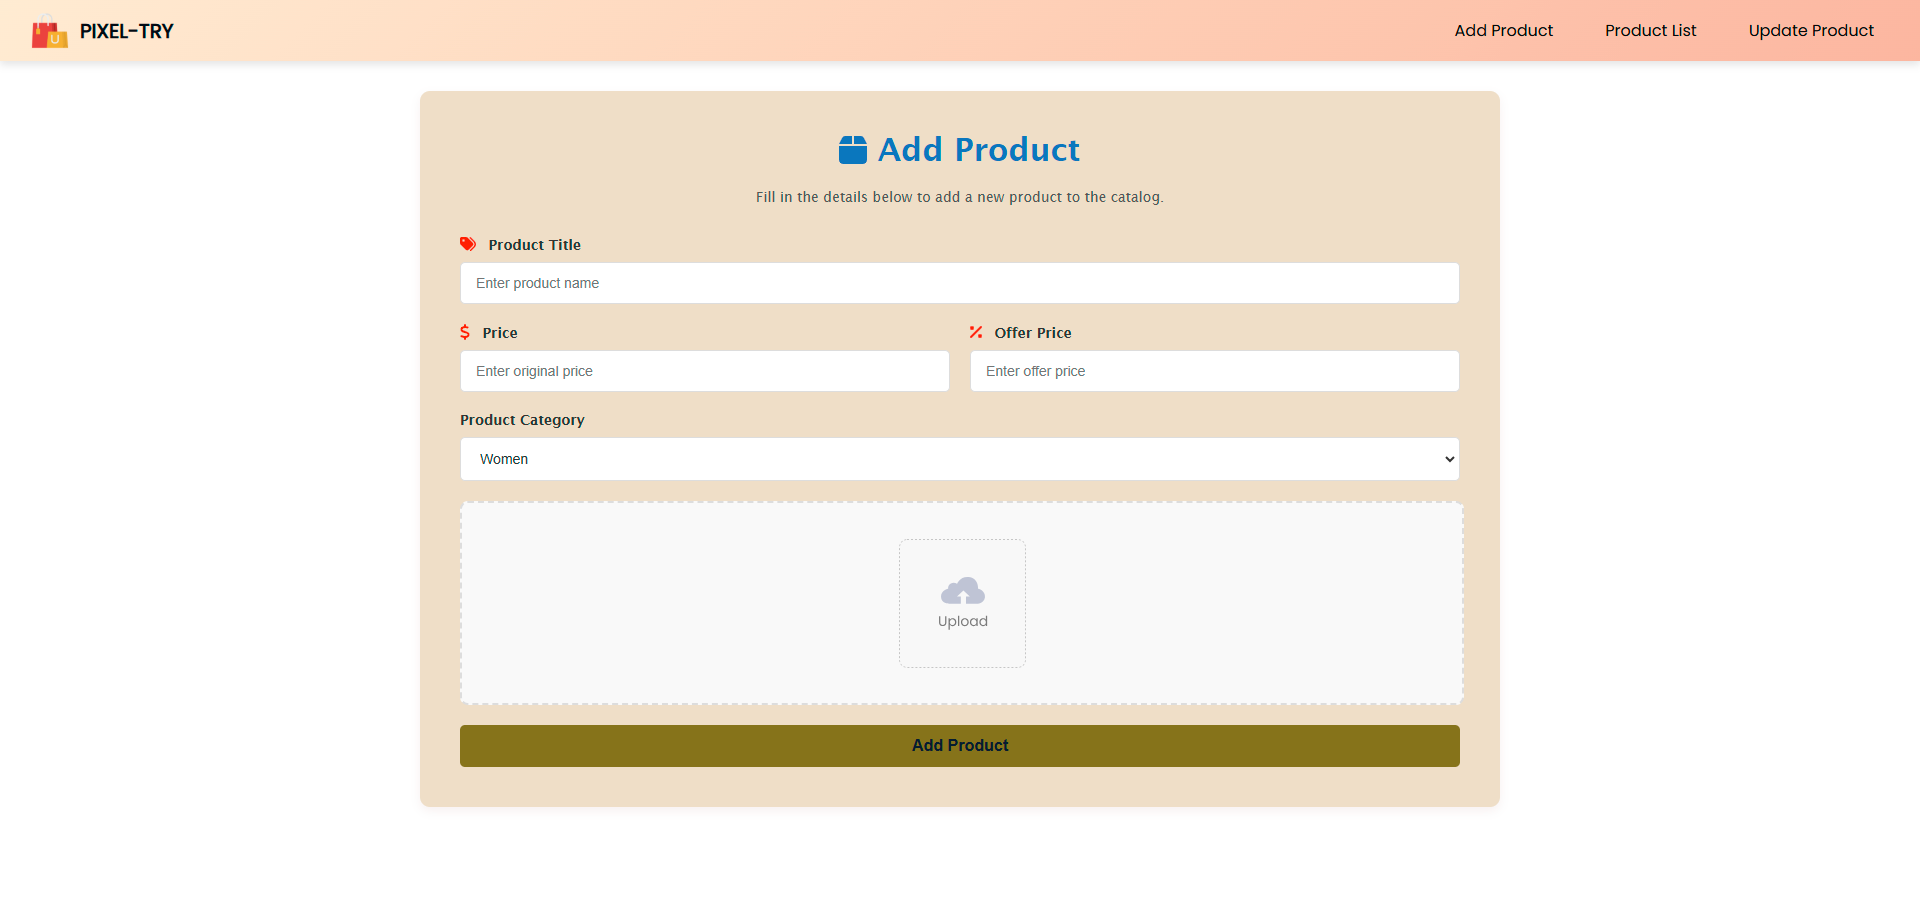 PIXEL-TRY
Add Product
Product List
Update Product
Add Product
Fill in the details below to add a new product to the catalog.
Product Title
Enter product name
Price
Offer Price
Enter original price
Enter offer price
Product Category
Women
Upload
Add Product